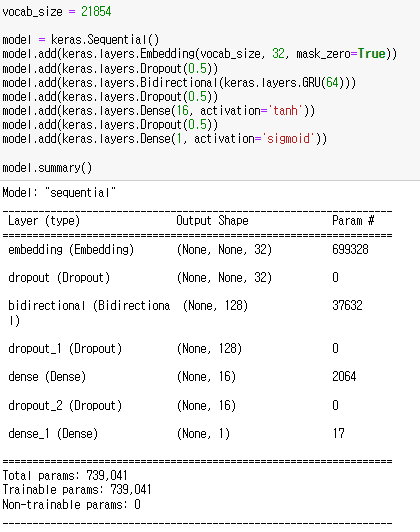 vocab_size = 21854
model = keras.Sequential()
model.add(keras.layers.Embedding(vocab_size, 32, mask_zero=True))
model.add(keras.layers.Dropout(0.5))
model.add(keras.layers.Bidirectional(keras.layers.GRU(64)))
model.add(keras.layers.Dropout(0.5))
model.add(keras.layers.Dense(16, activation='tanh'))
model.add(keras.layers.Dropout(0.5))
model.add(keras.layers.Dense(1, activation='sigmoid'))
model.summary()
Model: "sequential"
_________________________________________________________________
Layer (type) Output Shape Param #
=================================================================
embedding (Embedding) (None, None, 32) 699328
dropout (Dropout) (None, None, 32) 0
bidirectional (Bidirectiona (None, 128) 37632
l)
dropout_1 (Dropout) (None, 128) 0
dense (Dense) (None, 16) 2064
dropout_2 (Dropout) (None, 16) 0
dense_1 (Dense) (None, 1) 17
=================================================================
Total params: 739,041
Trainable params: 739,041
Non-trainable params: 0
_________________________________________________________________